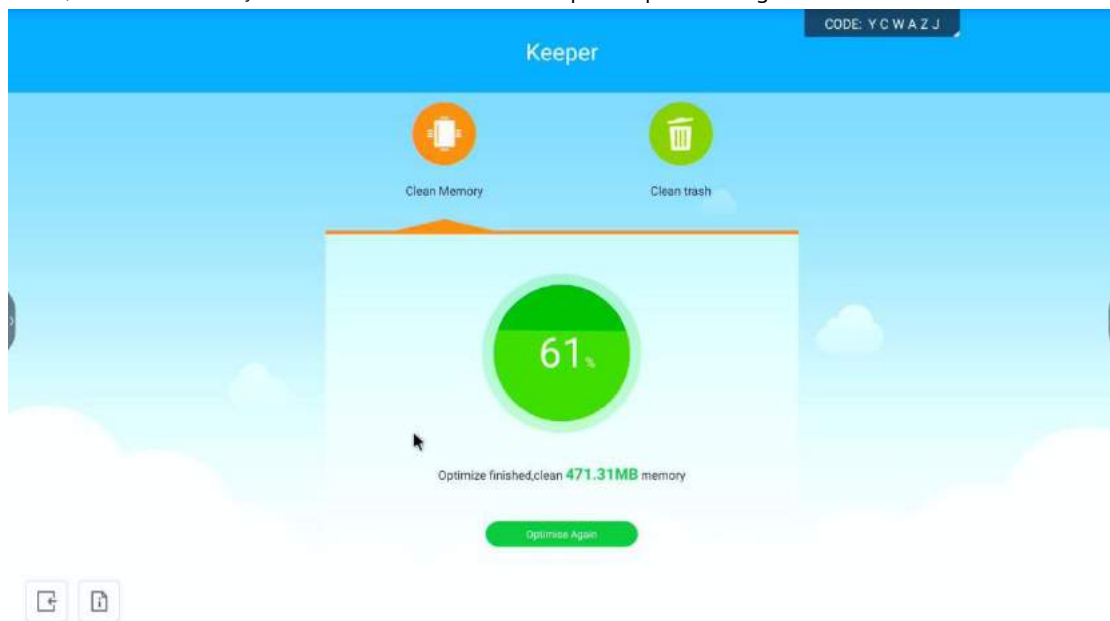 CODE: Y C W A Z J
Keeper
Clean Memory
Clean trash
61%
Optimize finished,clean 471.31MB memory
Optimise Again